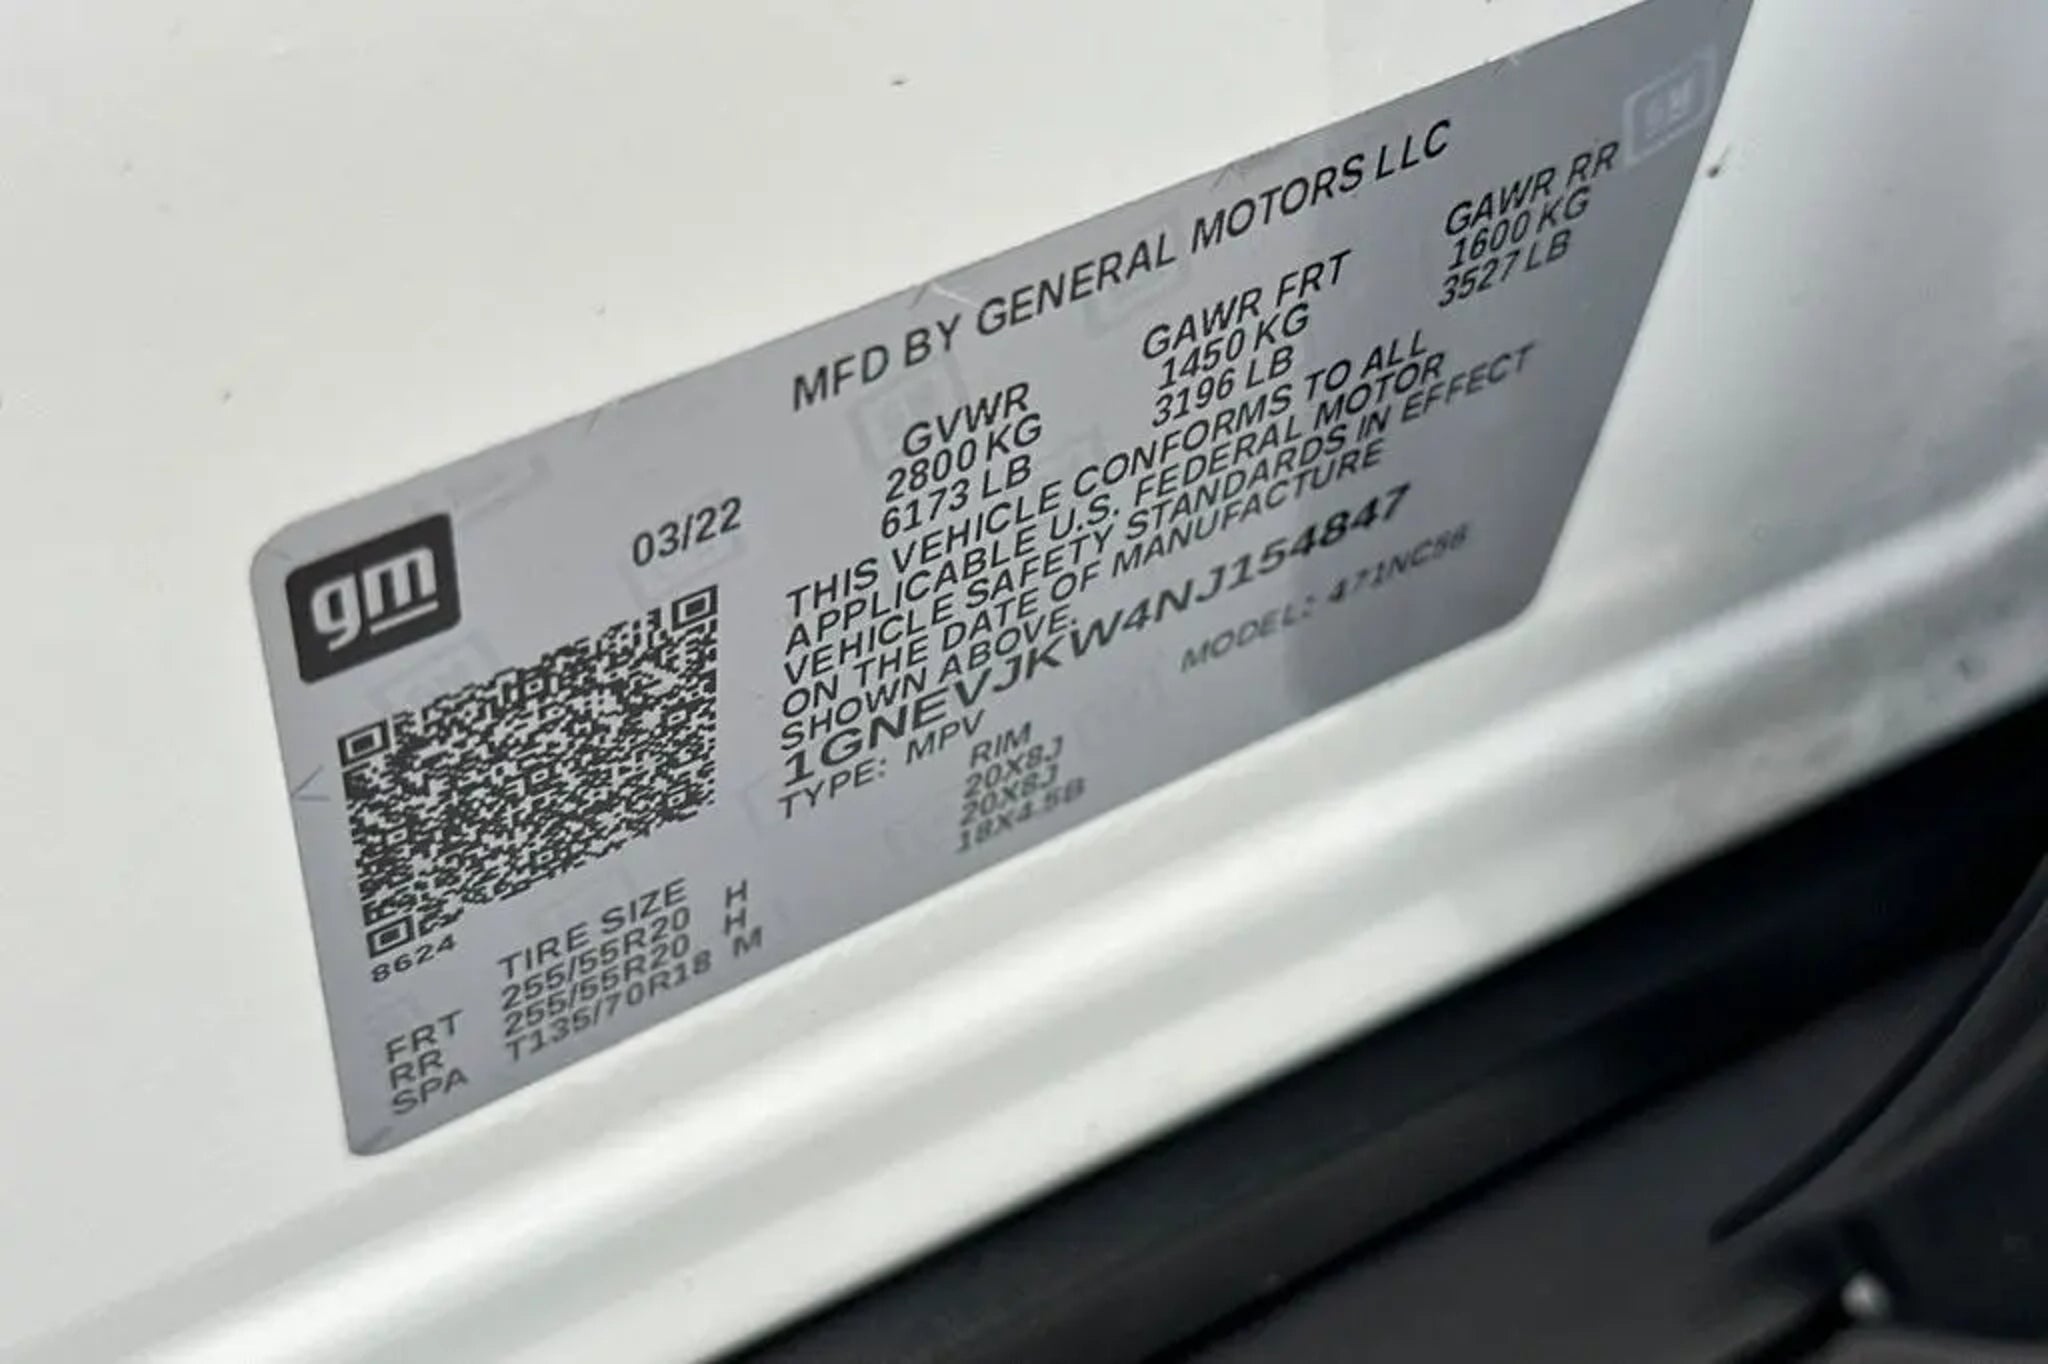 gm
MFD BY GENERAL MOTORS LLC
03/22
GVWR GAWR FRT GAWR RR
2800 KG 1450 KG 1600 KG
6173 LB 3196 LB 3527 LB
THIS VEHICLE CONFORMS TO ALL
APPLICABLE U.S. FEDERAL MOTOR
VEHICLE SAFETY STANDARDS IN EFFECT
ON THE DATE OF MANUFACTURE
SHOWN ABOVE.
1GNEVJKW4NJ154847
TYPE: MPV MODEL: 471NC56
8624
TIRE SIZE RIM
FRT 255/55R20 H 20X8J
RR 255/55R20 H 20X8J
SPA T135/70R18 M 18X4.5B
GM